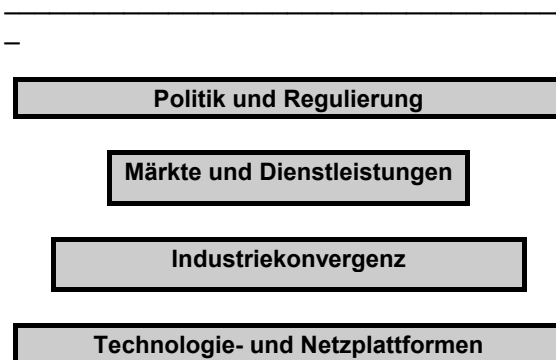 Politik und Regulierung
Märkte und Dienstleistungen
Industriekonvergenz
Technologie- und Netzplattformen